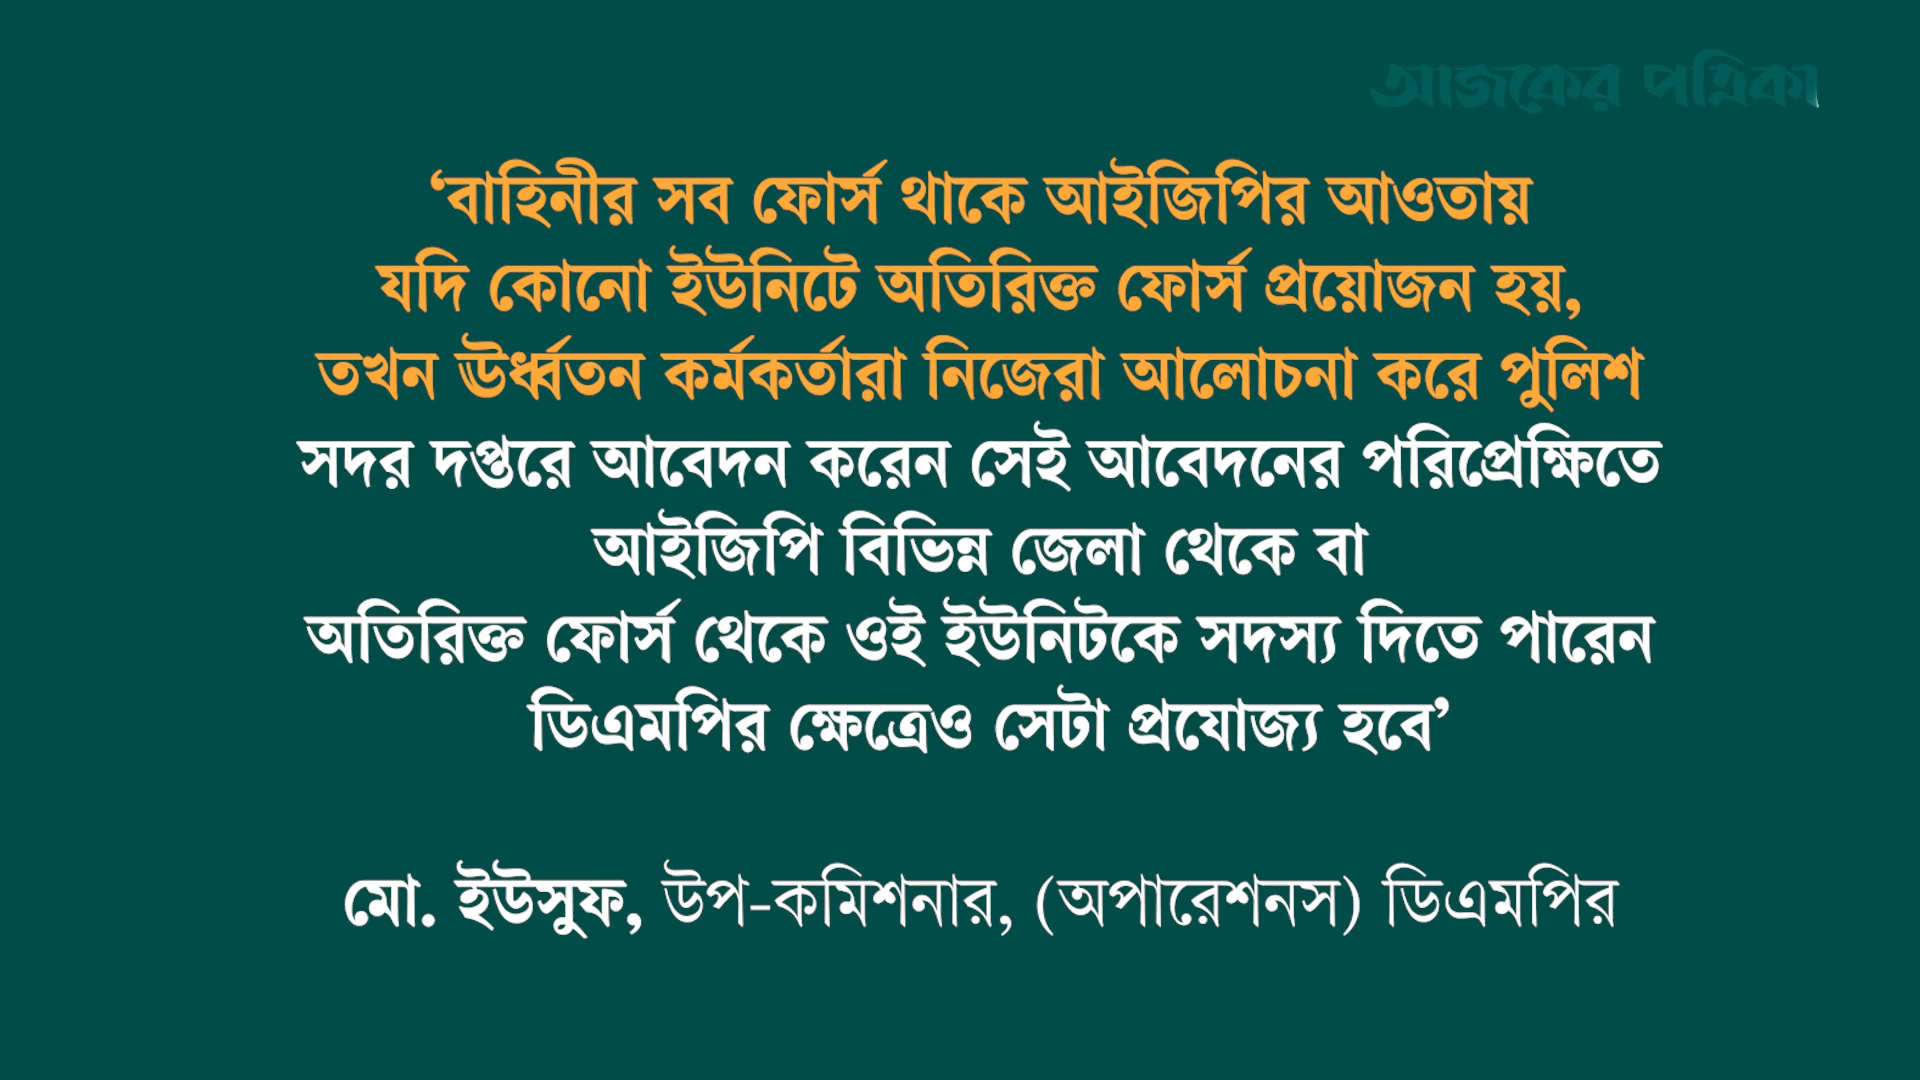 আজকের পত্রিকা
‘বাহিনীর সব ফোর্স থাকে আইজিপির আওতায়
যদি কোনো ইউনিটে অতিরিক্ত ফোর্স প্রয়োজন হয়,
তখন ঊর্ধ্বতন কর্মকর্তারা নিজেরা আলোচনা করে পুলিশ
সদর দপ্তরে আবেদন করেন সেই আবেদনের পরিপ্রেক্ষিতে
আইজিপি বিভিন্ন জেলা থেকে বা
অতিরিক্ত ফোর্স থেকে ওই ইউনিটকে সদস্য দিতে পারেন
ডিএমপির ক্ষেত্রেও সেটা প্রযোজ্য হবে’
মো. ইউসুফ, উপ-কমিশনার, (অপারেশনস) ডিএমপির